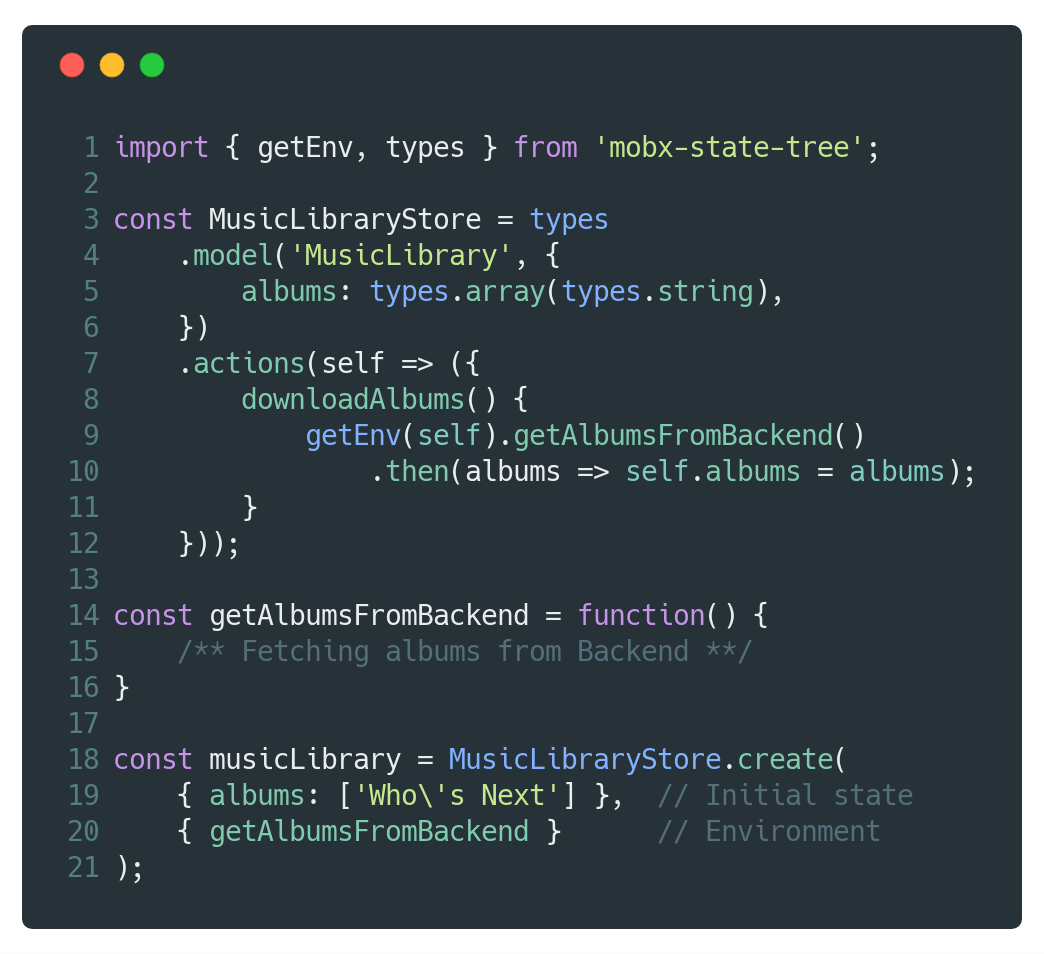 1 import { getEnv, types } from 'mobx-state-tree';
2
3 const MusicLibraryStore = types
4     .model('MusicLibrary', {
5         albums: types.array(types.string),
6     })
7     .actions(self => ({
8         downloadAlbums() {
9             getEnv(self).getAlbumsFromBackend()
10                 .then(albums => self.albums = albums);
11         }
12     }));
13
14 const getAlbumsFromBackend = function() {
15     /** Fetching albums from Backend **/
16 }
17
18 const musicLibrary = MusicLibraryStore.create(
19     { albums: ['Who\'s Next'] },  // Initial state
20     { getAlbumsFromBackend }      // Environment
21 );